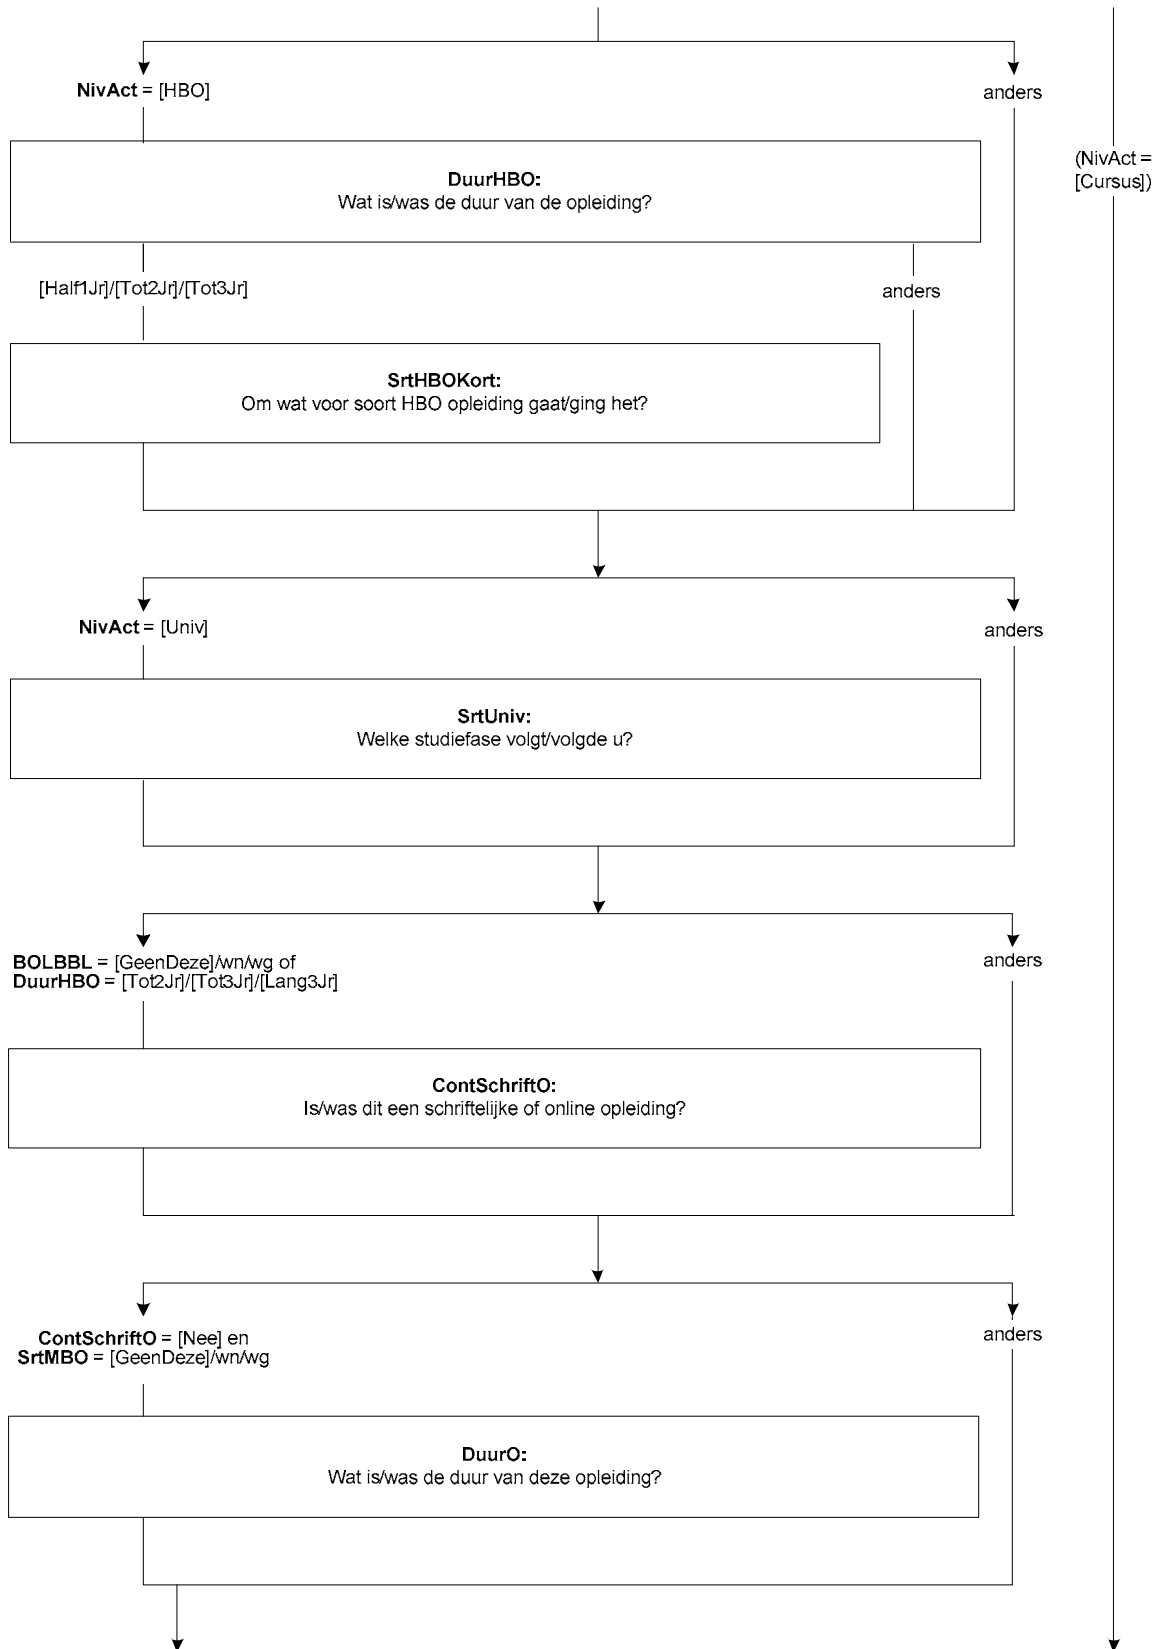 NivAct = [HBO]
anders
(NivAct =
[Cursus])
DuurHBO:
Wat is/was de duur van de opleiding?
[Half1Jr]/[Tot2Jr]/[Tot3Jr]
anders
SrtHBOKort:
Om wat voor soort HBO opleiding gaat/ging het?
NivAct = [Univ]
anders
SrtUniv:
Welke studiefase volgt/volgde u?
BOLBBL = [GeenDeze]/wn/wg of
DuurHBO = [Tot2Jr]/[Tot3Jr]/[Lang3Jr]
anders
ContSchriftO:
Is/was dit een schriftelijke of online opleiding?
ContSchriftO = [Nee] en
SrtMBO = [GeenDeze]/wn/wg
anders
DuurO:
Wat is/was de duur van deze opleiding?